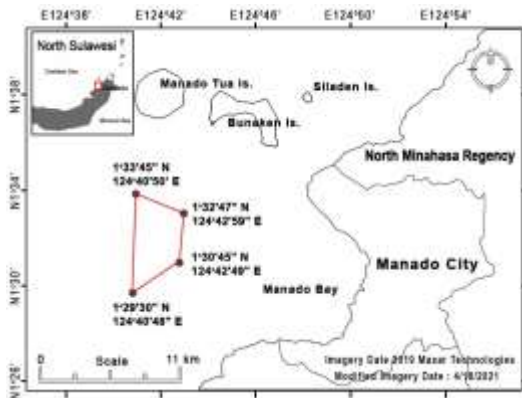 E124°38' E124°42' E124°46' E124°50' E124°54'
North Sulawesi
N1°38'
N1°34'
N1°30'
N1°26'
Manado Tua Is.
Siladen Is.
Bunaken Is.
North Minahasa Regency
1°33'45" N
124°40'50' E
1°32'47" N
124°42'59" E
1°30'45" N
124°42'49" E
Manado City
Manado Bay
1°29'30" N
124°40'48" E
0 11 km
Scale
Imagery Date 2019 Maxar Technologies
Modified Imagery Date : 4/18/2021